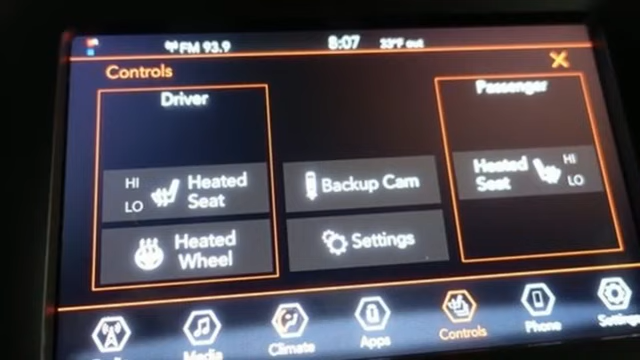 FM 93.9
8:07
33°F out
Controls
X
Driver
Passenger
HI
LO
Heated
Seat
Backup Cam
Heated
Seat
HI
LO
Heated
Wheel
Settings
Media
Climate
Apps
Controls
Phone
Settings